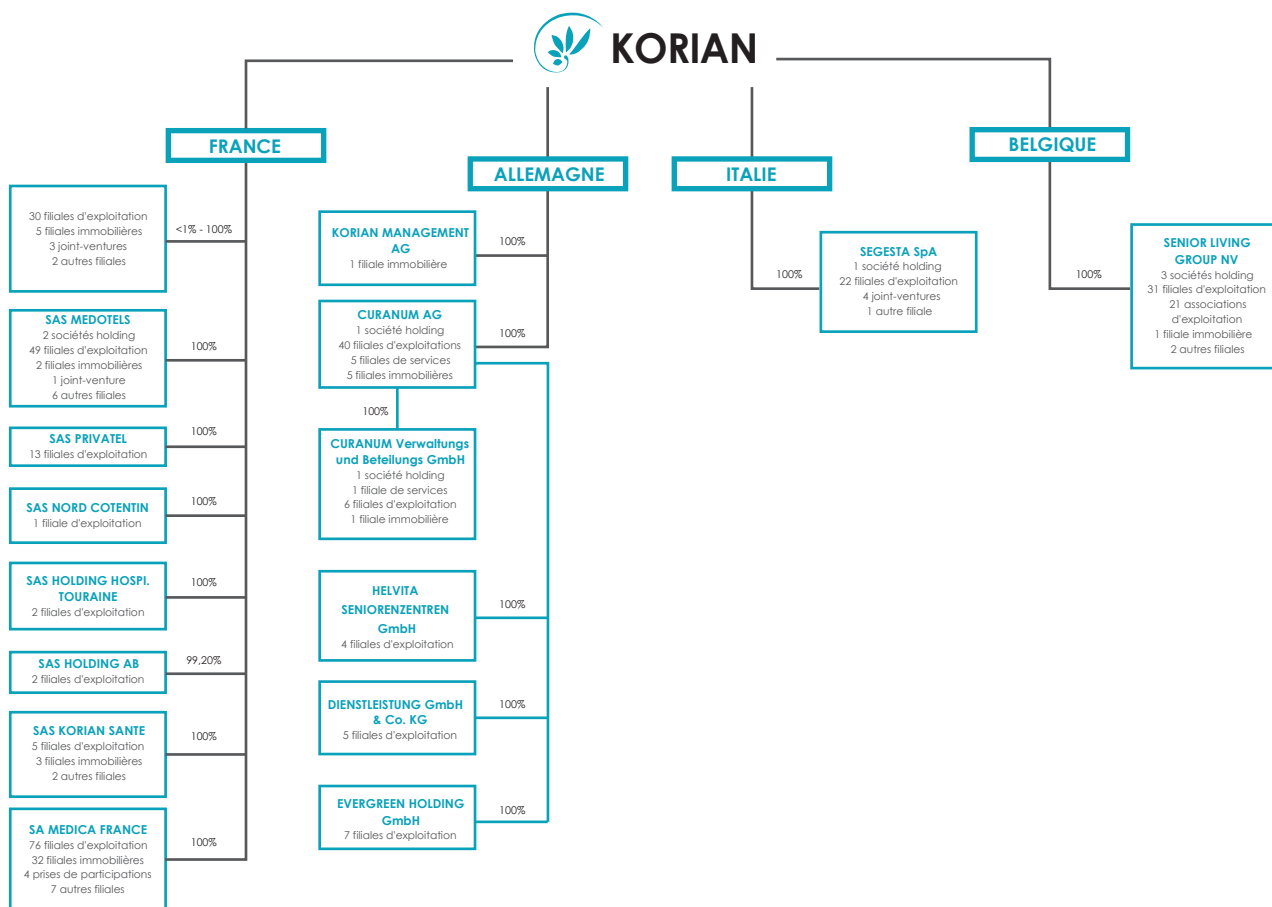 KORIAN
FRANCE
30 filiales d'exploitation
5 filiales immobilières
3 joint-ventures
2 autres filiales
<1% - 100%
SAS MEDOTELS
2 sociétés holding
49 filiales d'exploitation
2 filiales immobilières
1 joint-venture
6 autres filiales
100%
SAS PRIVATEL
13 filiales d'exploitation
100%
SAS NORD COTENTIN
1 filiale d'exploitation
100%
SAS HOLDING HOSPI.
TOURAINE
2 filiales d'exploitation
100%
SAS HOLDING AB
2 filiales d'exploitation
99,20%
SAS KORIAN SANTE
5 filiales d'exploitation
3 filiales immobilières
2 autres filiales
100%
SA MEDICA FRANCE
76 filiales d'exploitation
32 filiales immobilières
4 prises de participations
7 autres filiales
100%
ALLEMAGNE
KORIAN MANAGEMENT
AG
1 filiale immobilière
100%
CURANUM AG
1 société holding
40 filiales d'exploitations
5 filiales de services
5 filiales immobilières
100%
100%
CURANUM Verwaltungs
und Beteilungs GmbH
1 société holding
1 filiale de services
6 filiales d'exploitation
1 filiale immobilière
HELVITA
SENIORENZENTREN
GmbH
4 filiales d'exploitation
100%
DIENSTLEISTUNG GmbH
& Co. KG
5 filiales d'exploitation
100%
EVERGREEN HOLDING
GmbH
7 filiales d'exploitation
100%
ITALIE
100%
SEGESTA SpA
1 société holding
22 filiales d'exploitation
4 joint-ventures
1 autre filiale
BELGIQUE
100%
SENIOR LIVING
GROUP NV
3 sociétés holding
31 filiales d'exploitation
21 associations
d'exploitation
1 filiale immobilière
2 autres filiales